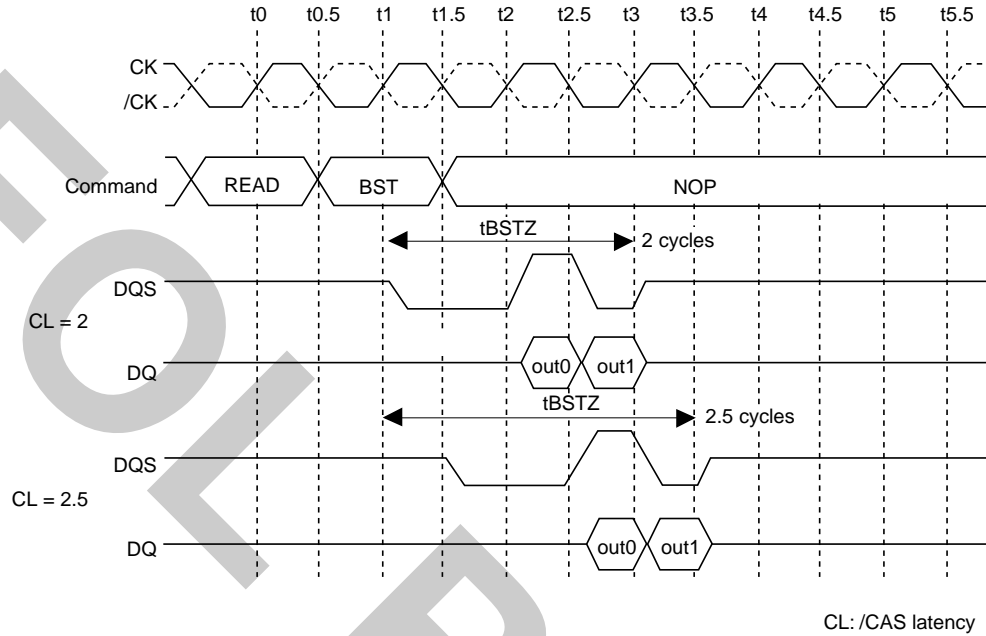 t0 t0.5 t1 t1.5 t2 t2.5 t3 t3.5 t4 t4.5 t5 t5.5
CK
/CK
Command READ BST NOP
tBSTZ 2 cycles
DQS
CL = 2
DQ out0 out1
tBSTZ 2.5 cycles
DQS
CL = 2.5
DQ out0 out1
CL: /CAS latency